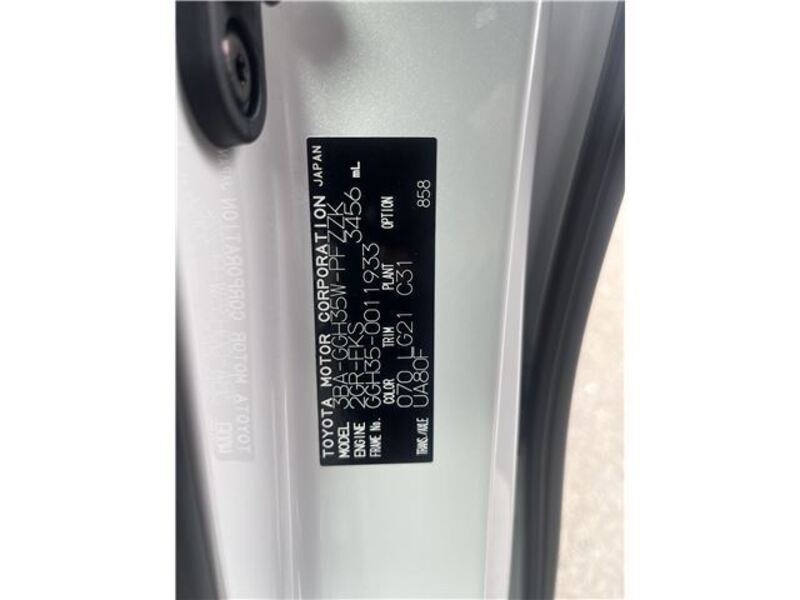 TOYOTA MOTOR CORPORATION JAPAN
MODEL 3BA-GGH35W-PFZZK
ENGINE 2GR-FKS 3456 mL
FRAME No. GGH35-0011933
COLOR TRIM PLANT OPTION
070 LG21 C31
TRANS./AXLE UA80F 858